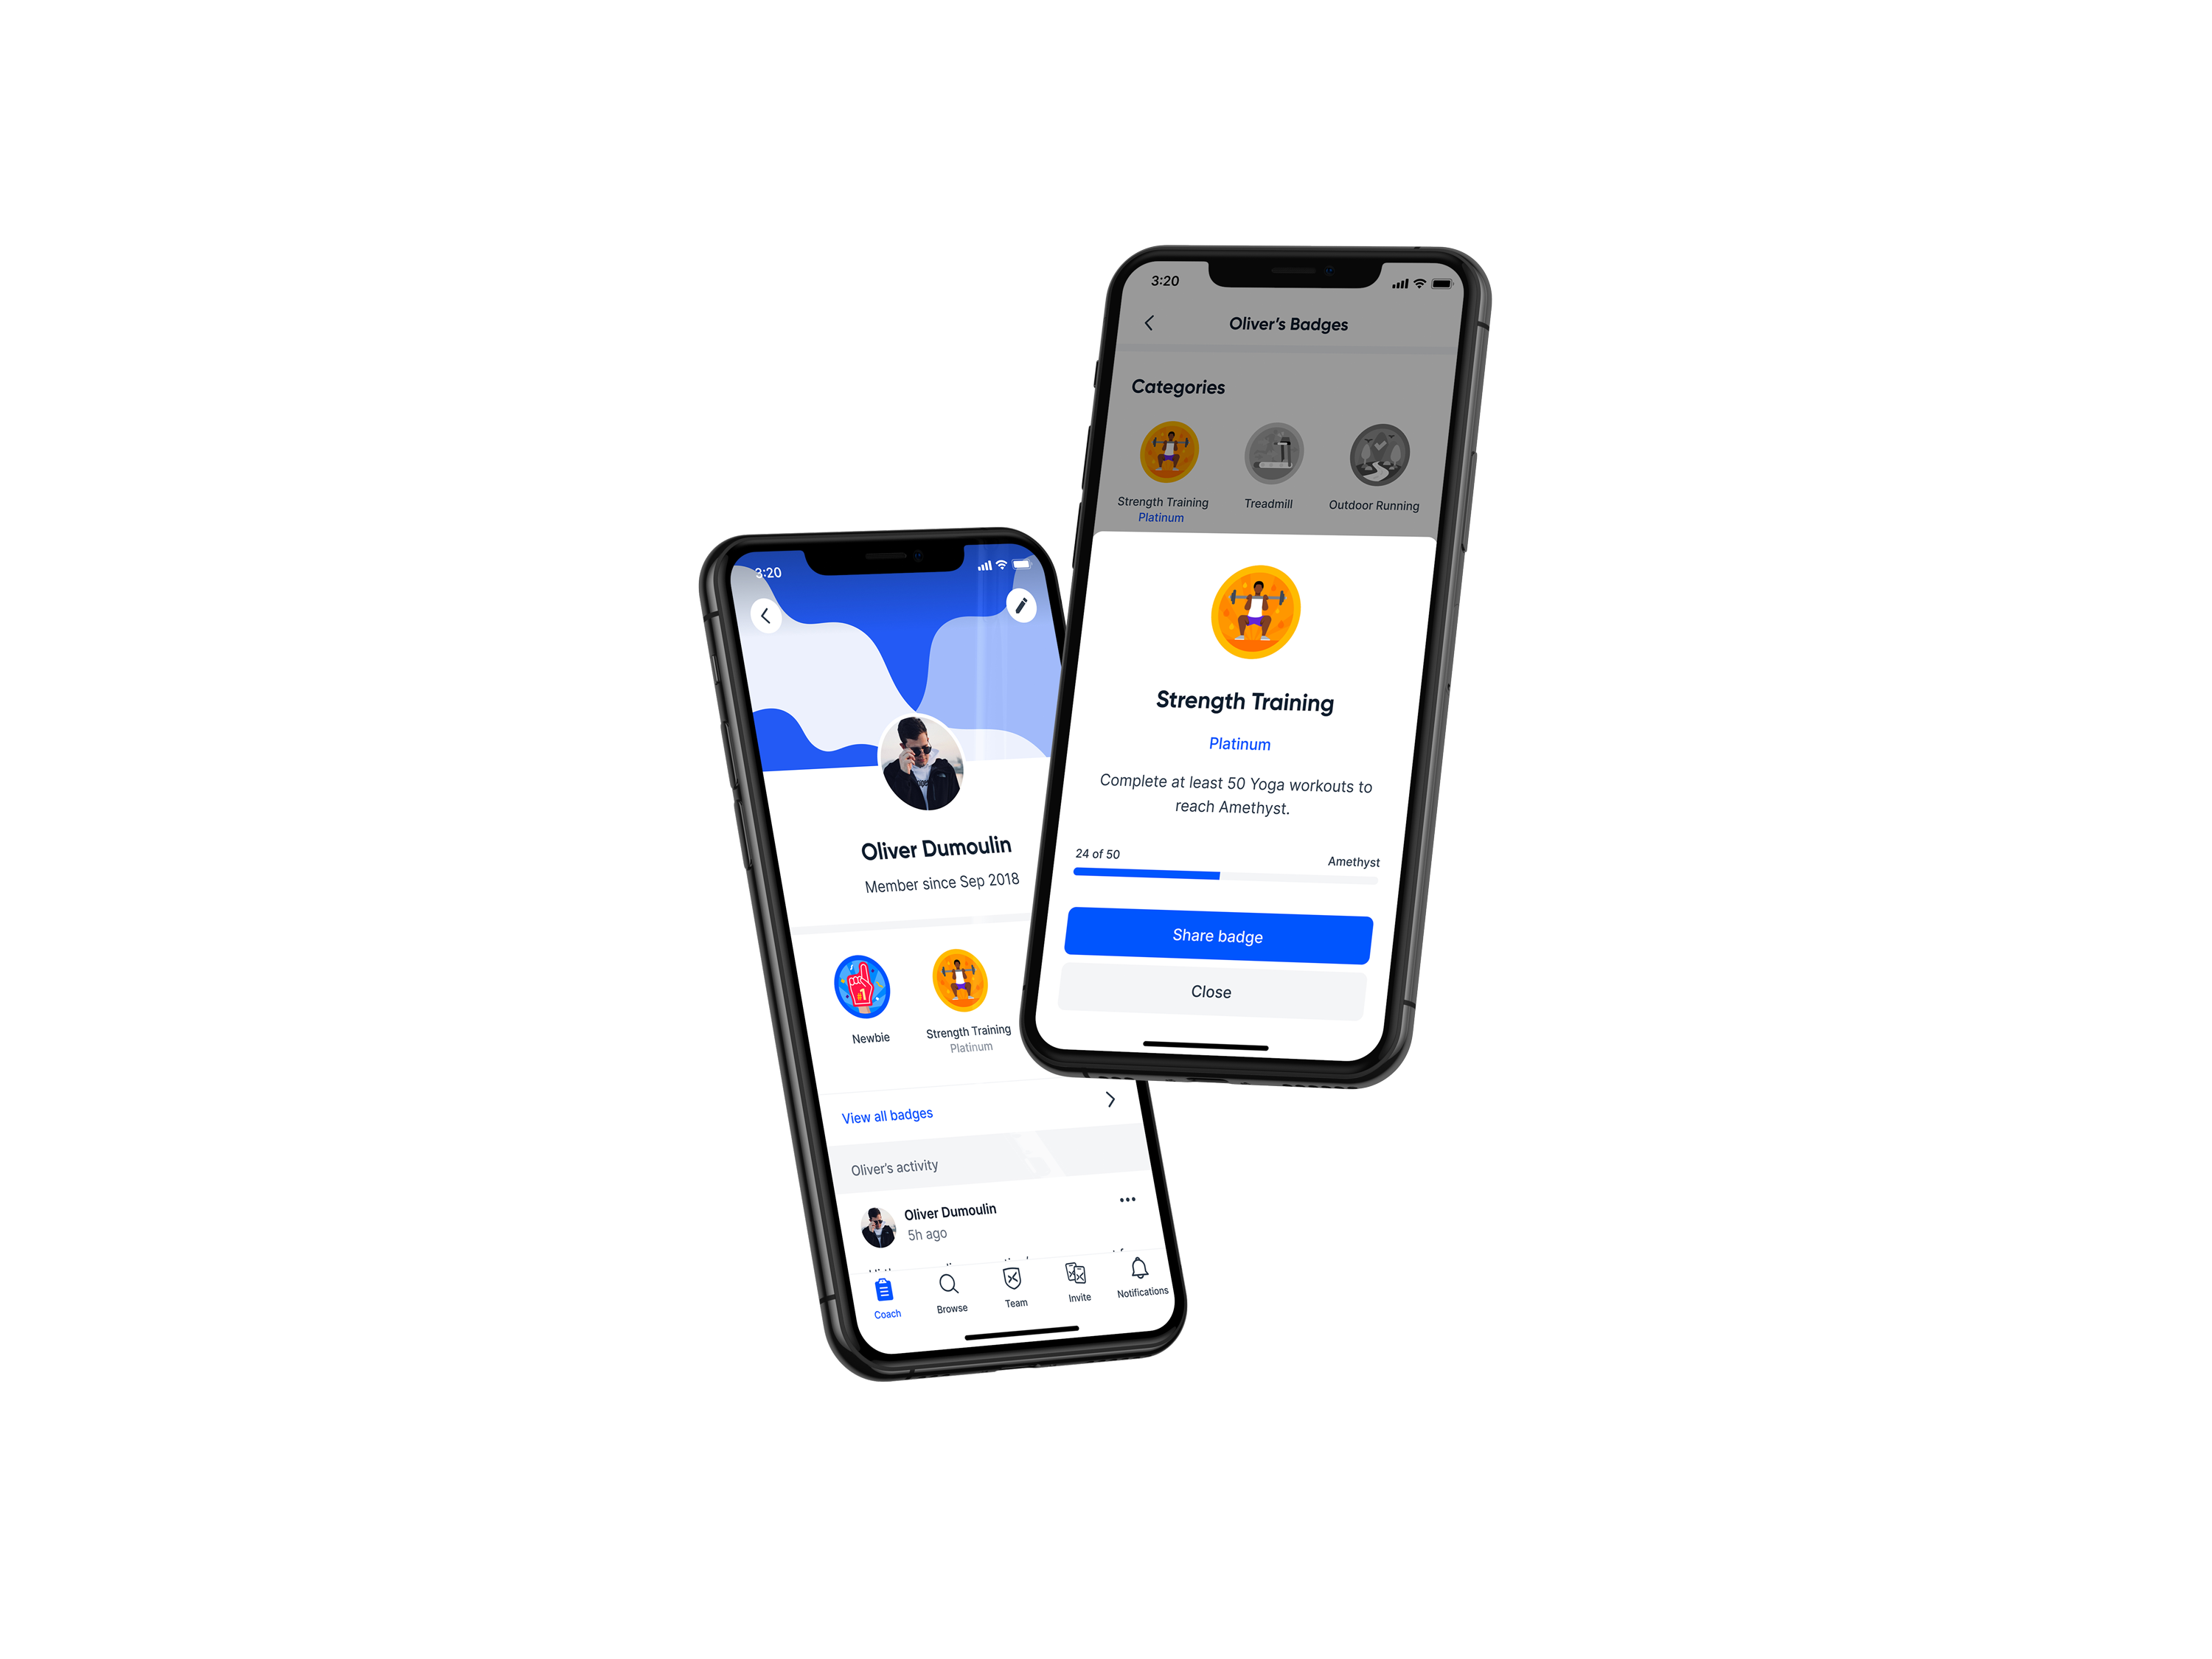 3:20
Oliver's Badges
Categories
Strength Training
Platinum
Treadmill
Outdoor Running
Strength Training
Platinum
Complete at least 50 Yoga workouts to
reach Amethyst.
24 of 50
Amethyst
Share badge
Close
3:20
Oliver Dumoulin
Member since Sep 2018
#1
Newbie
Strength Training
Platinum
View all badges
Oliver's activity
Oliver Dumoulin
5h ago
Coach
Browse
Team
Invite
Notifications